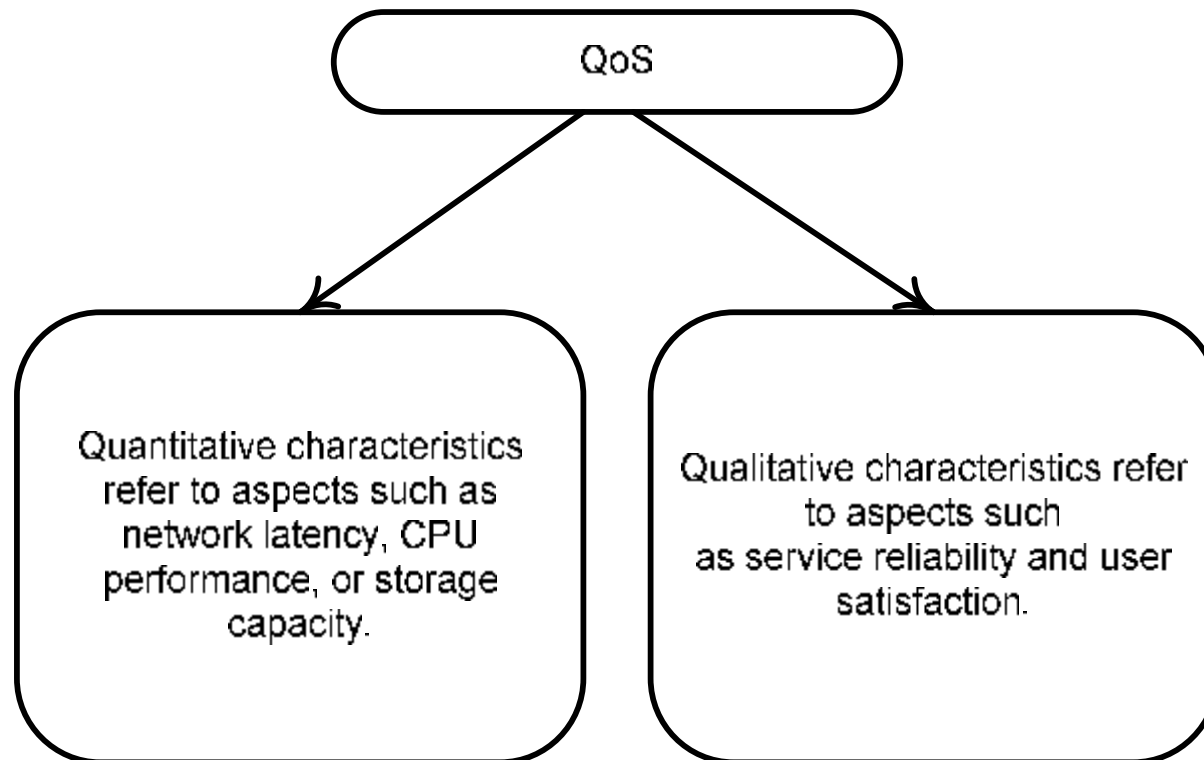 QoS
Quantitative characteristics
refer to aspects such as
network latency, CPU
performance, or storage
capacity.
Qualitative characteristics refer
to aspects such
as service reliability and user
satisfaction.